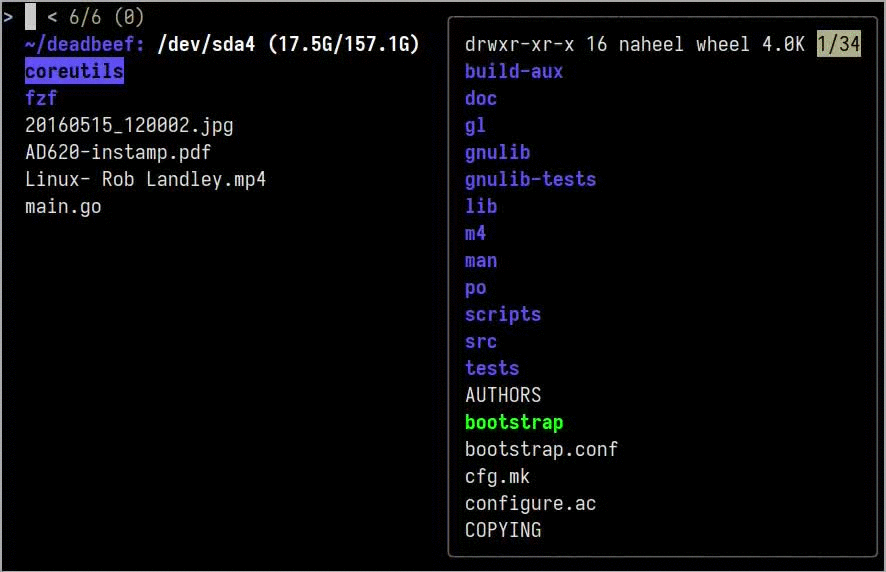 > < 6/6 (0)
~/deadbeef: /dev/sda4 (17.5G/157.1G)
coreutils
fzf
20160515_120002.jpg
AD620-instamp.pdf
Linux- Rob Landley.mp4
main.go
drwxr-xr-x 16 naheel wheel 4.0K 1/34
build-aux
doc
gl
gnulib
gnulib-tests
lib
m4
man
po
scripts
src
tests
AUTHORS
bootstrap
bootstrap.conf
cfg.mk
configure.ac
COPYING